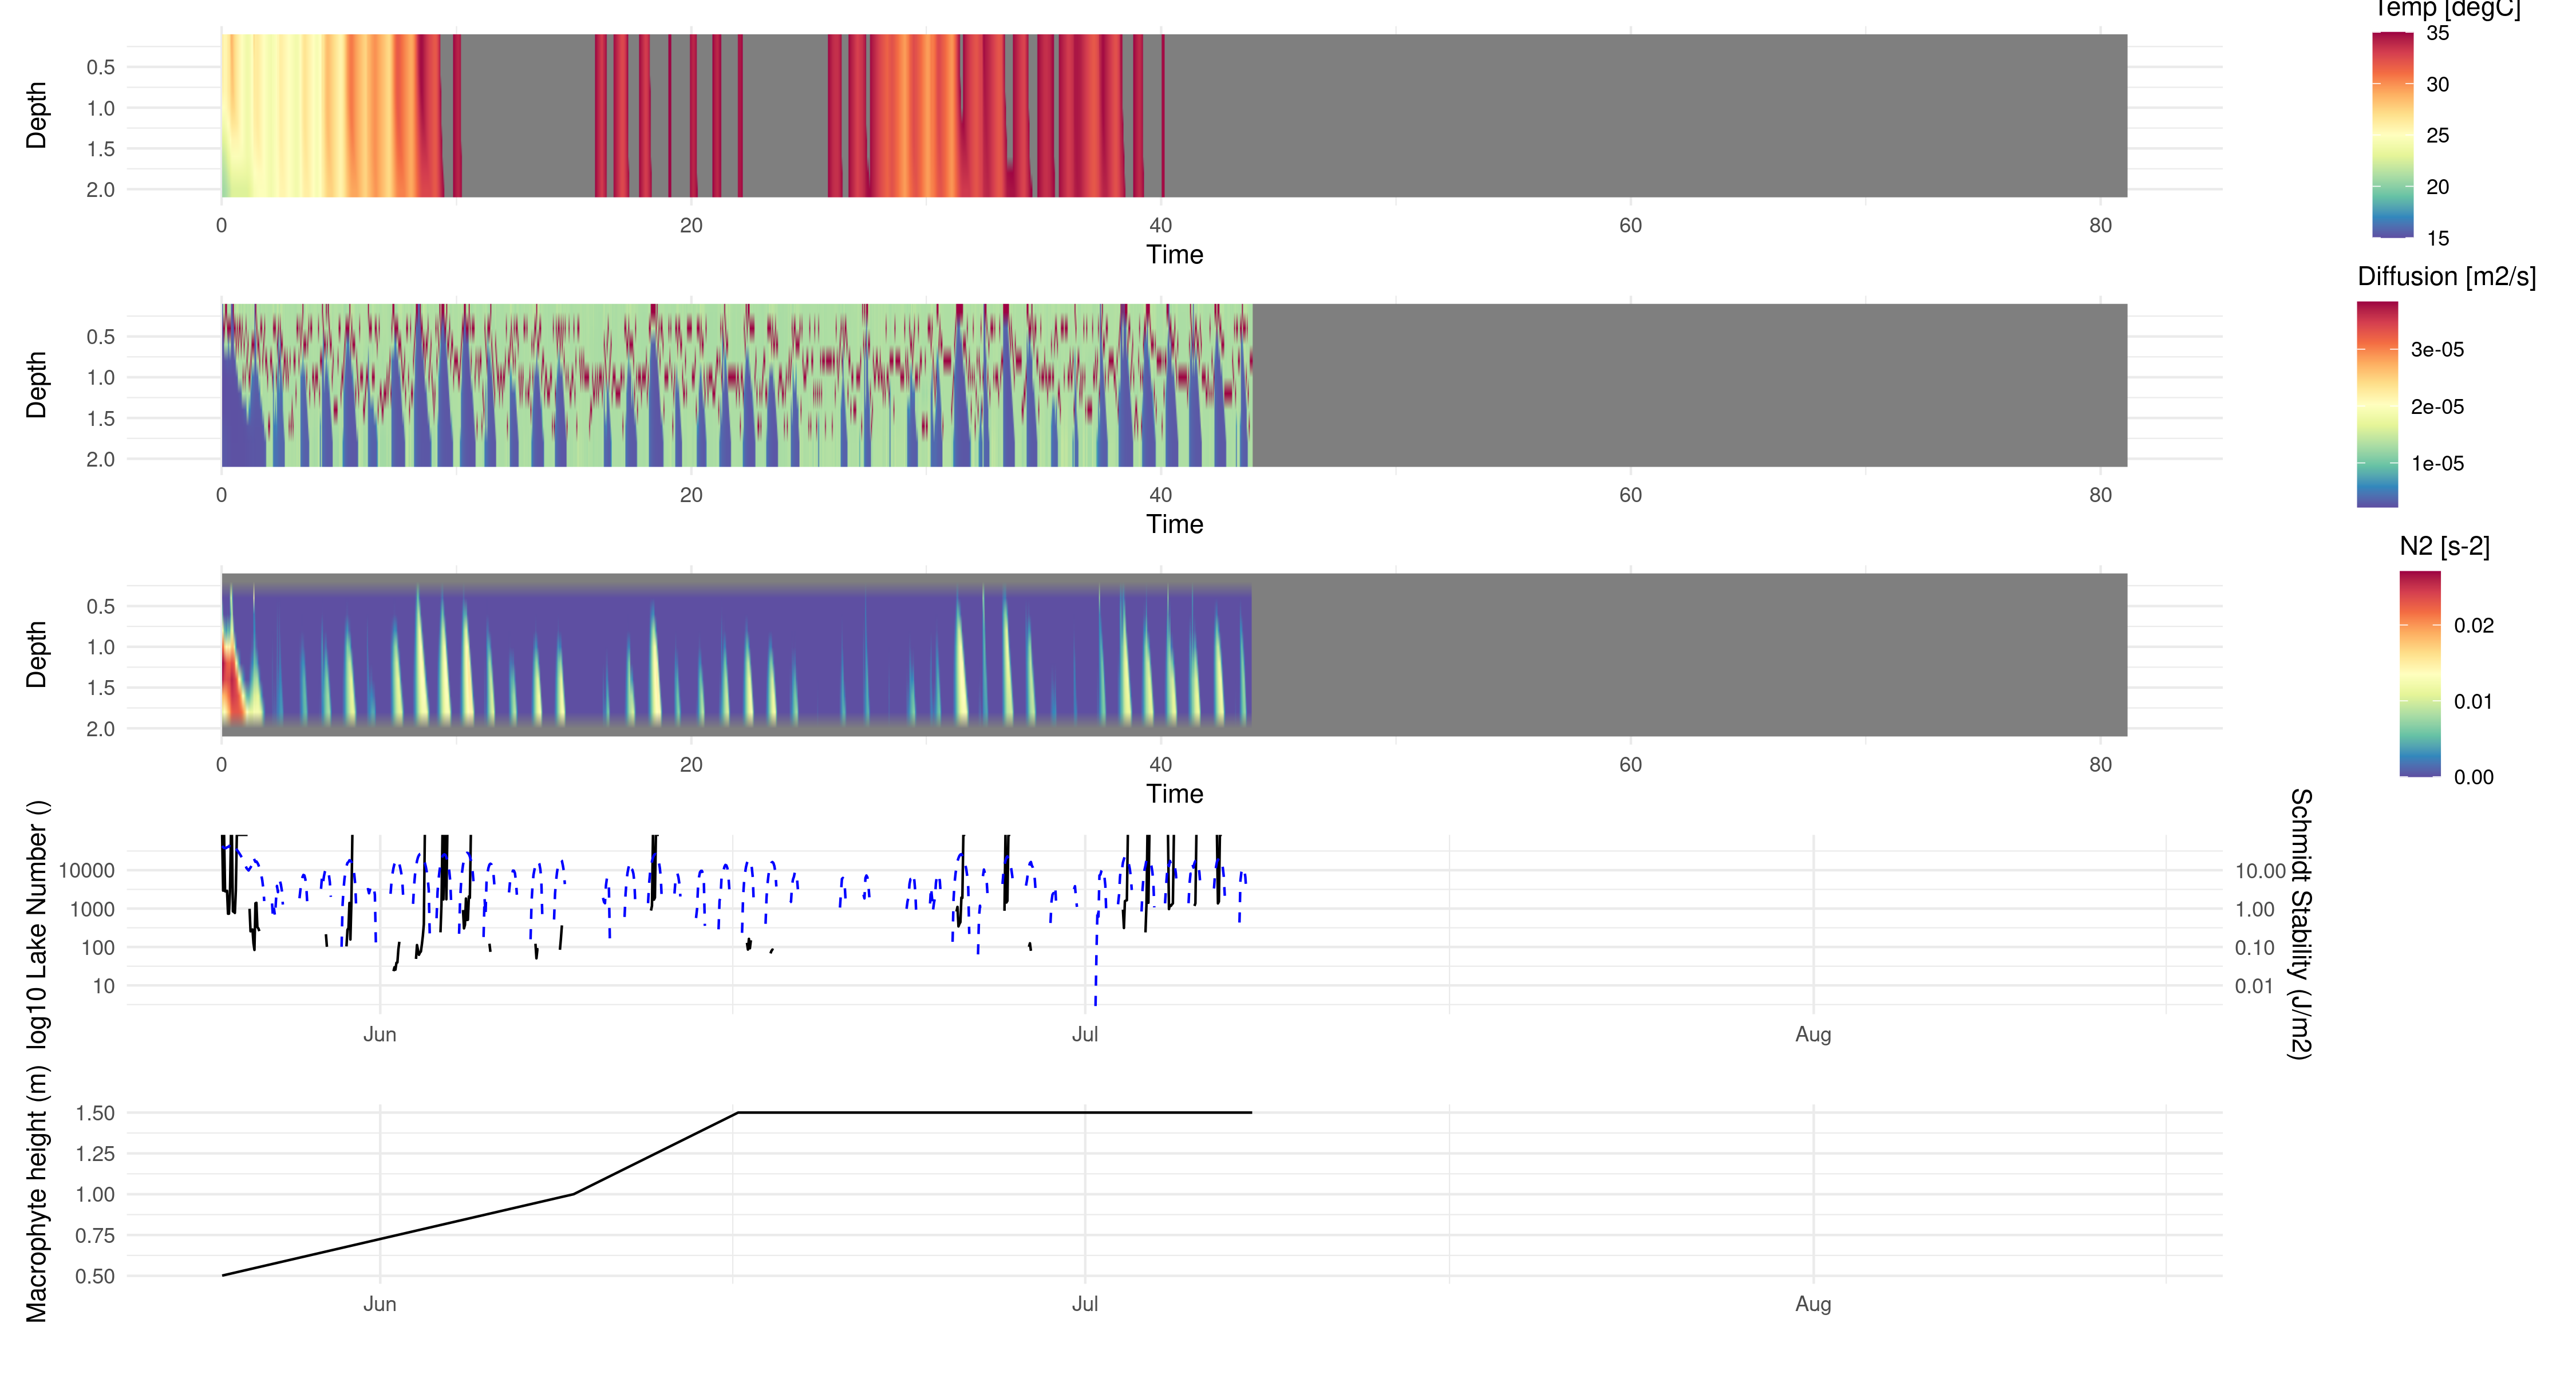 Temp [degC]
35
30
25
20
15
Depth
0.5
1.0
1.5
2.0
0 20 40 60 80
Time
Diffusion [m2/s]
3e-05
2e-05
1e-05
Depth
0.5
1.0
1.5
2.0
0 20 40 60 80
Time
N2 [s-2]
0.02
0.01
0.00
Depth
0.5
1.0
1.5
2.0
0 20 40 60 80
Time
log10 Lake Number ()
10000
1000
100
10
10.00
1.00
0.10
0.01
Schmidt Stability (J/m2)
Jun Jul Aug
Macrophyte height (m)
1.50
1.25
1.00
0.75
0.50
Jun Jul Aug